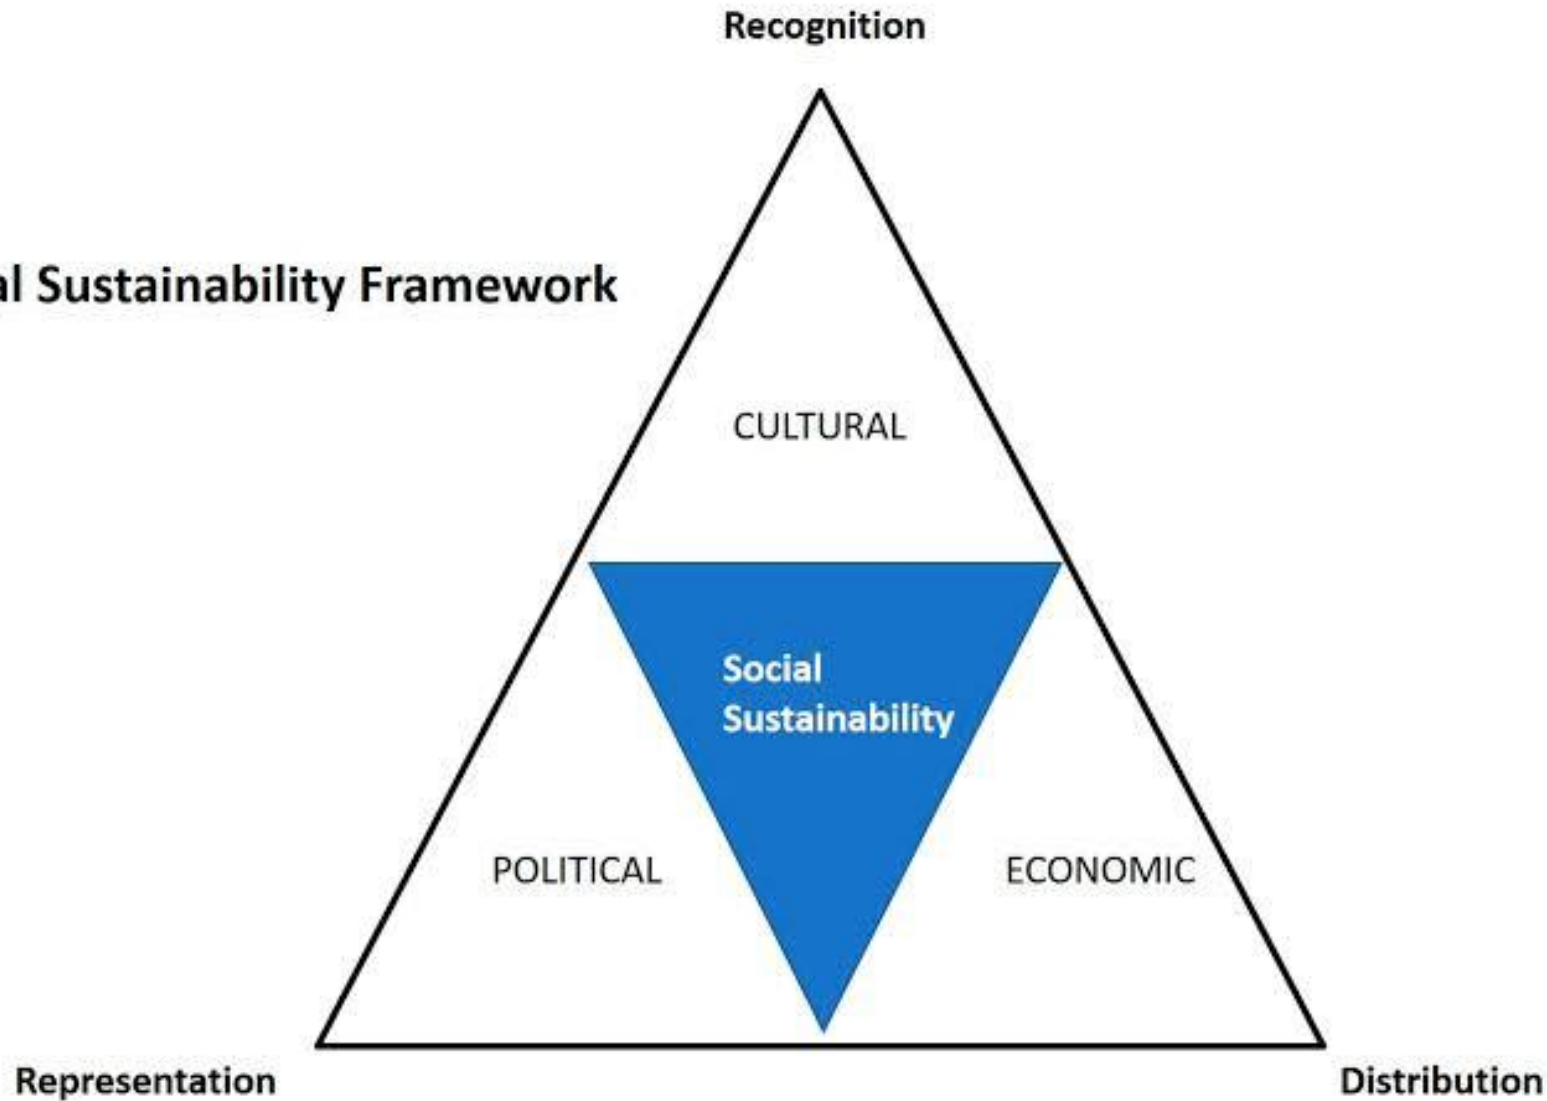 Recognition
al Sustainability Framework
CULTURAL
Social
Sustainability
POLITICAL
ECONOMIC
Representation
Distribution